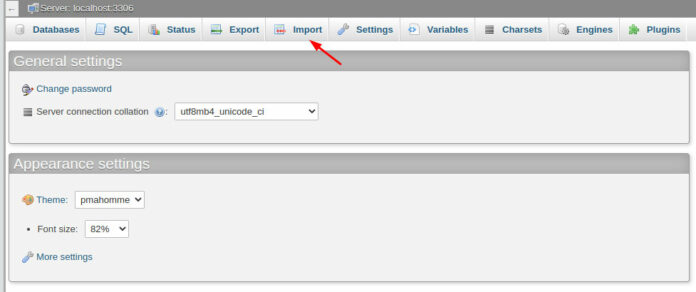 Server: localhost:3306
Databases SQL Status Export Import Settings Variables Charsets Engines Plugins
General settings
Change password
Server connection collation : utf8mb4_unicode_ci
Appearance settings
Theme: pmahomme
Font size: 82%
More settings